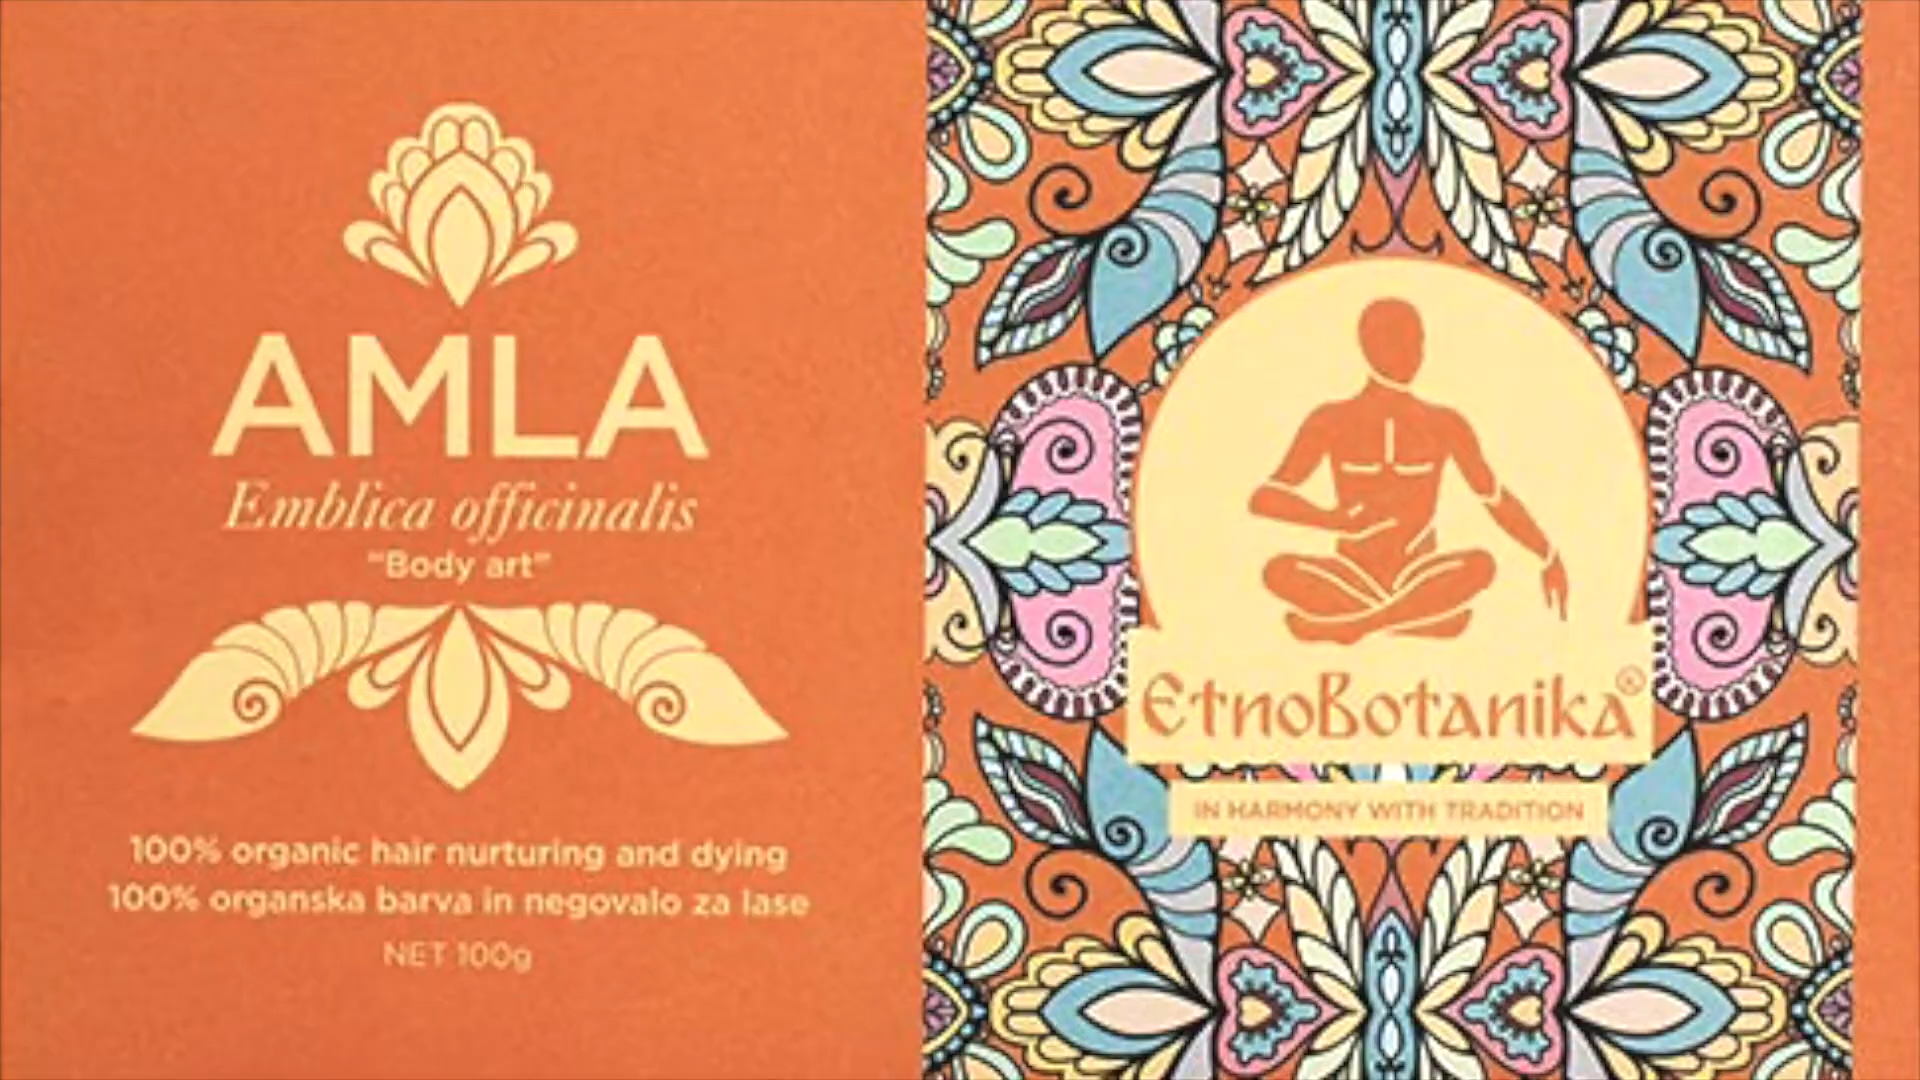 AMLA
Emblica officinalis
"Body art"
100% organic hair nurturing and dying
100% organska barva in negovalo za lase
NET 100g
EtnoBotanika®
IN HARMONY WITH TRADITION